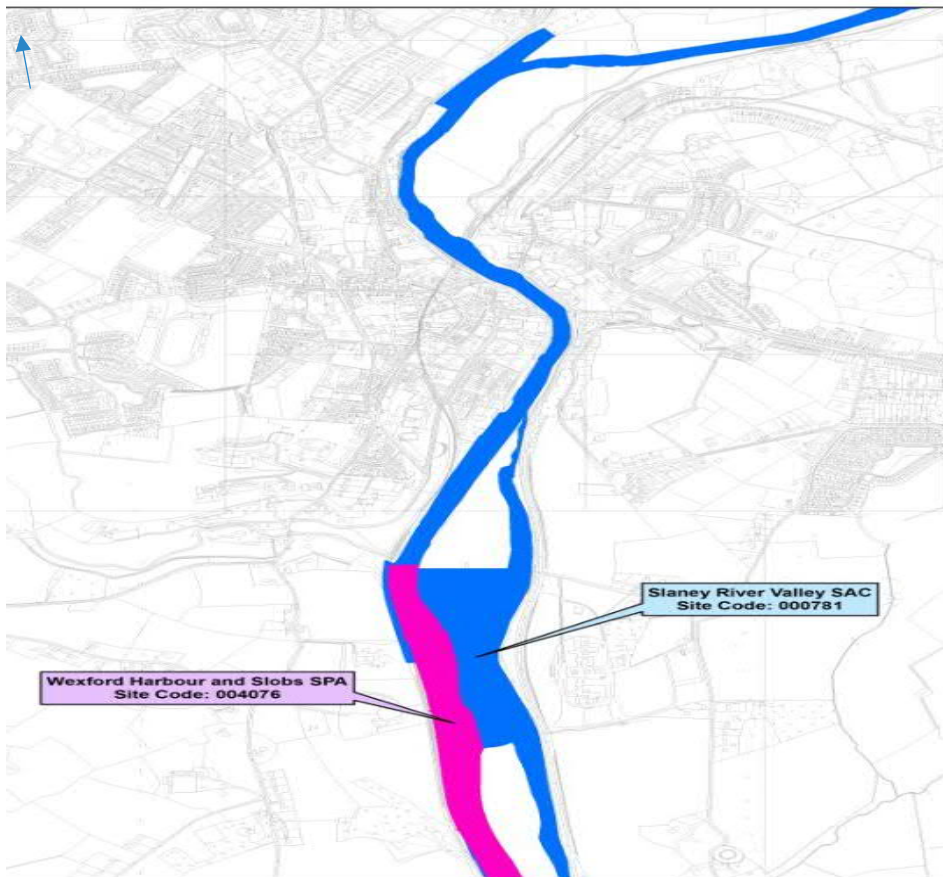 Slaney River Valley SAC
Site Code: 000781
Wexford Harbour and Slobs SPA
Site Code: 004076